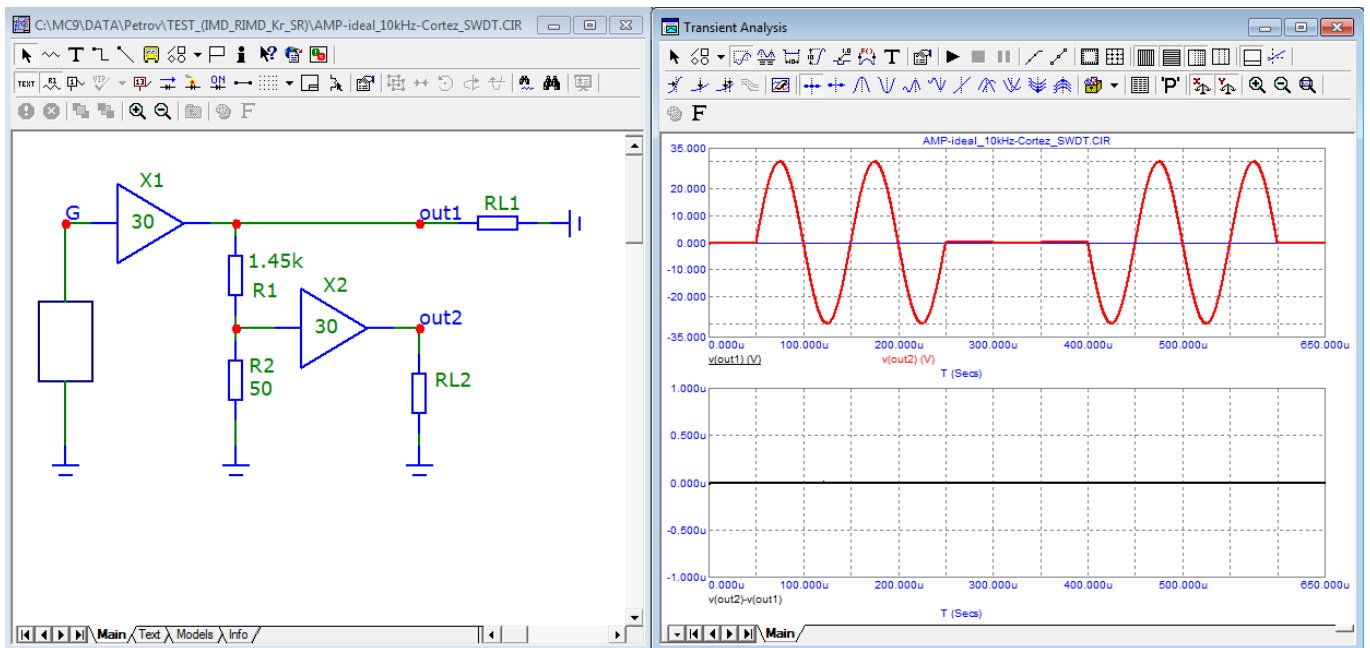 C:\MC9\DATA\Petrov\TEST_(IMD_RIMD_Kr_SR)\AMP-ideal_10kHz-Cortez_SWDT.CIR
T
TEXT
R1
ON
F
X1
G
30
out1
RL1
1.45k
R1
X2
30
out2
R2
50
RL2
Main
Text
Models
Info
Transient Analysis
T
'P'
F
AMP-ideal_10kHz-Cortez_SWDT.CIR
35.000
20.000
10.000
0.000
-10.000
-20.000
-35.000
0.000u 100.000u 200.000u 300.000u 400.000u 500.000u 650.000u
v(out1) (V) v(out2) (V)
T (Secs)
1.000u
0.500u
0.000u
-0.500u
-1.000u
0.000u 100.000u 200.000u 300.000u 400.000u 500.000u 650.000u
v(out2)-v(out1)
T (Secs)
Main